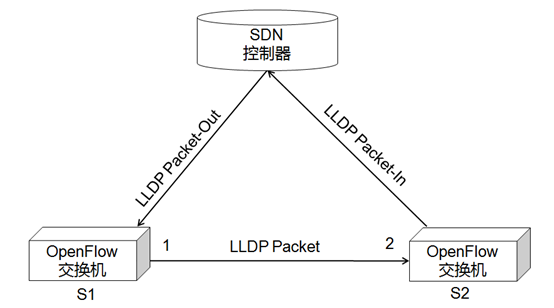 SDN
控制器
LLDP Packet-Out
LLDP Packet-In
OpenFlow
交换机
1
LLDP Packet
2
OpenFlow
交换机
S1
S2